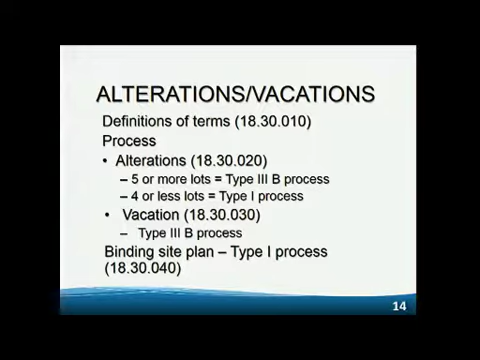 ALTERATIONS/VACATIONS
Definitions of terms (18.30.010)
Process
• Alterations (18.30.020)
– 5 or more lots = Type III B process
– 4 or less lots = Type I process
• Vacation (18.30.030)
– Type III B process
Binding site plan – Type I process
(18.30.040)
14